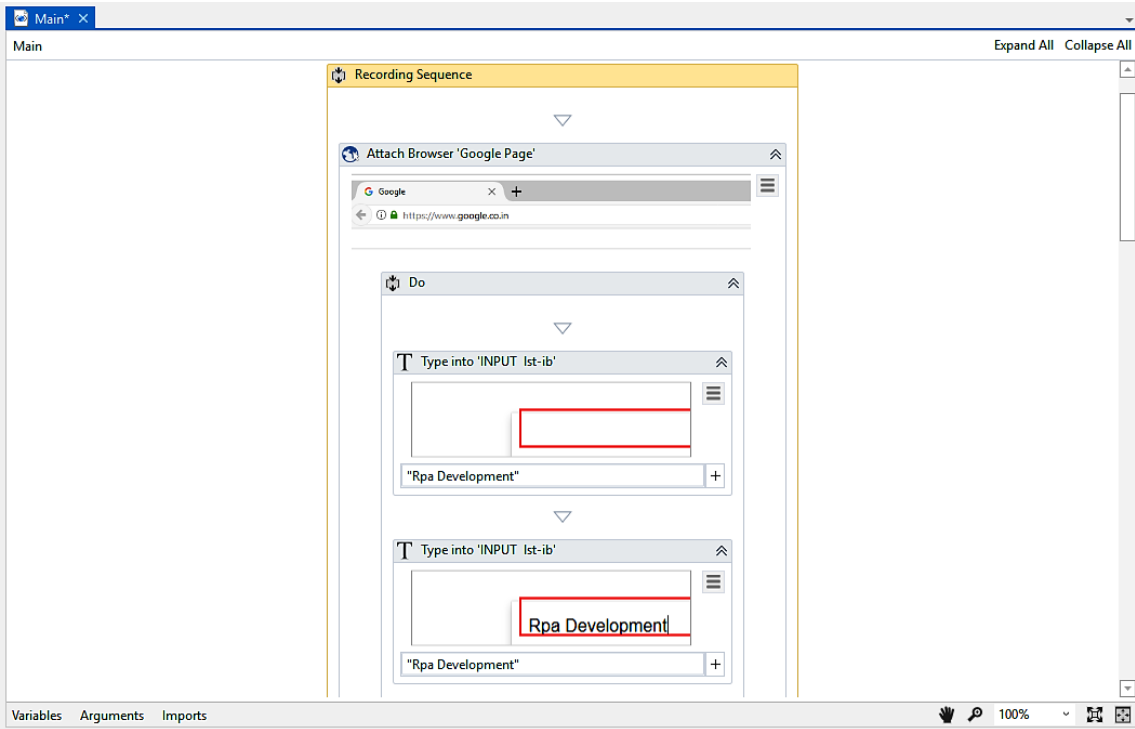 Main*
Main
Expand All Collapse All
Recording Sequence
Attach Browser 'Google Page'
G Google
https://www.google.co.in
Do
T Type into 'INPUT lst-ib'
"Rpa Development"
T Type into 'INPUT lst-ib'
Rpa Development
"Rpa Development"
Variables Arguments Imports
100%